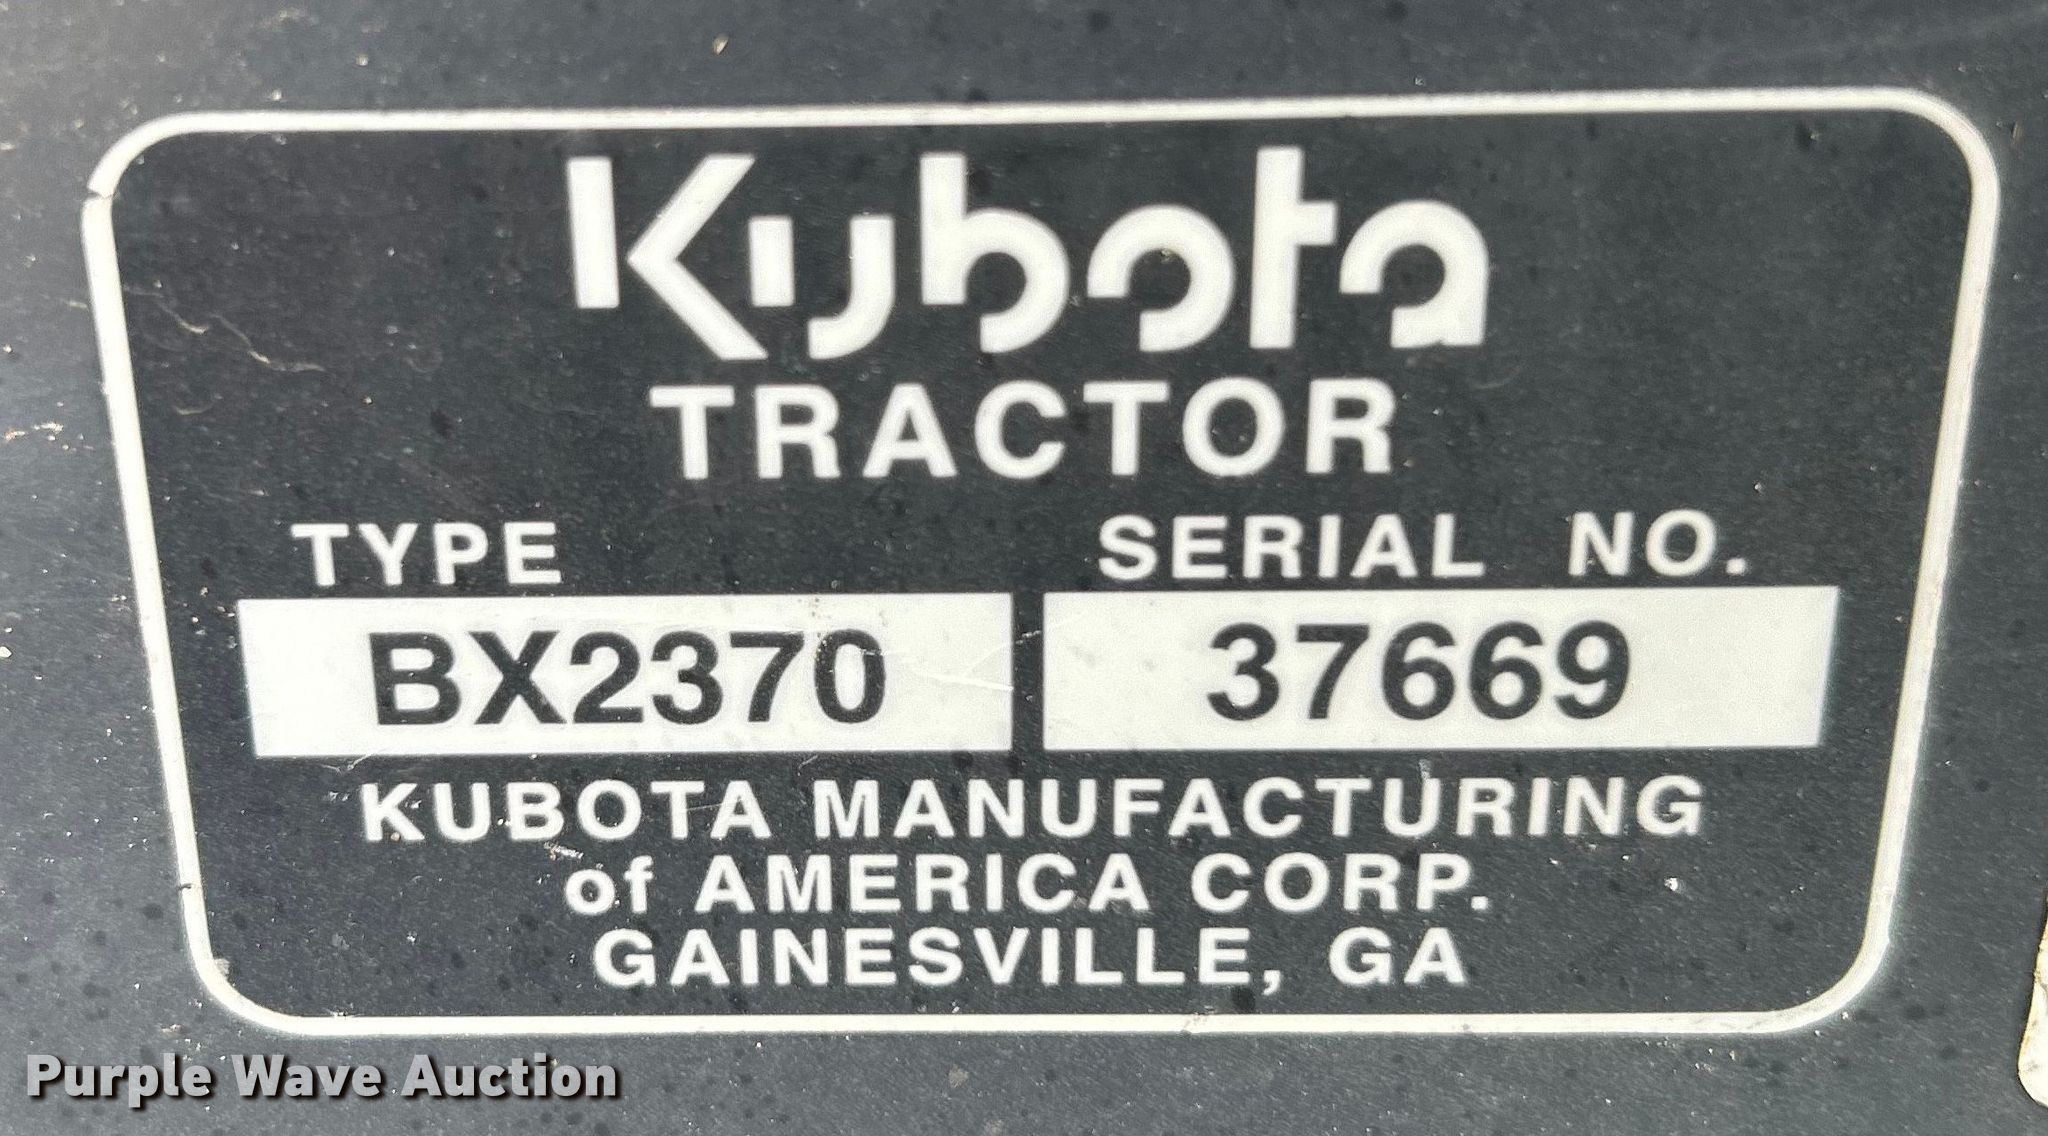 Kubota
TRACTOR
TYPE SERIAL NO.
BX2370 37669
KUBOTA MANUFACTURING
of AMERICA CORP.
GAINESVILLE, GA
Purple Wave Auction